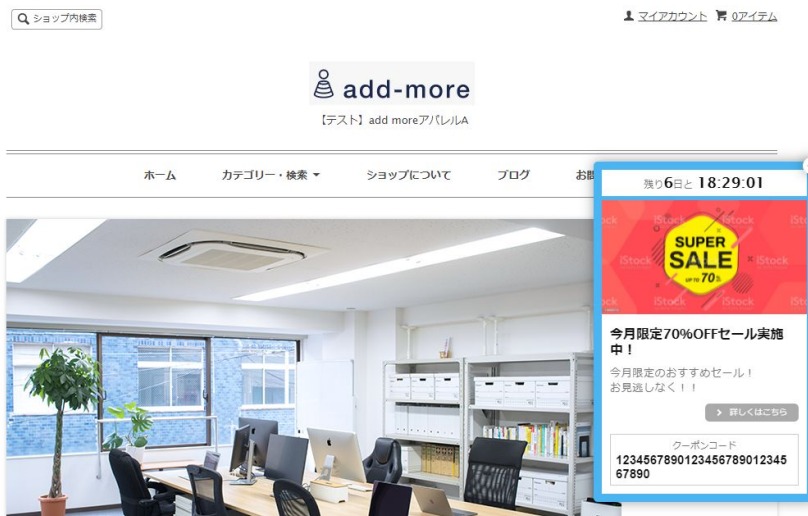 ショップ内検索
マイアカウント 0アイテム
add-more
【テスト】add moreアパレルA
ホーム カテゴリー・検索 ショップについて ブログ
残り6日と 18:29:01
iStock iStock
SUPER
SALE
UP TO 70%
iStock iStock
iStock iStock
今月限定70%OFFセール実施
中！
今月限定のおすすめセール！
お見逃しなく！！
詳しくはこちら
クーポンコード
1234567890123456789012345
67890